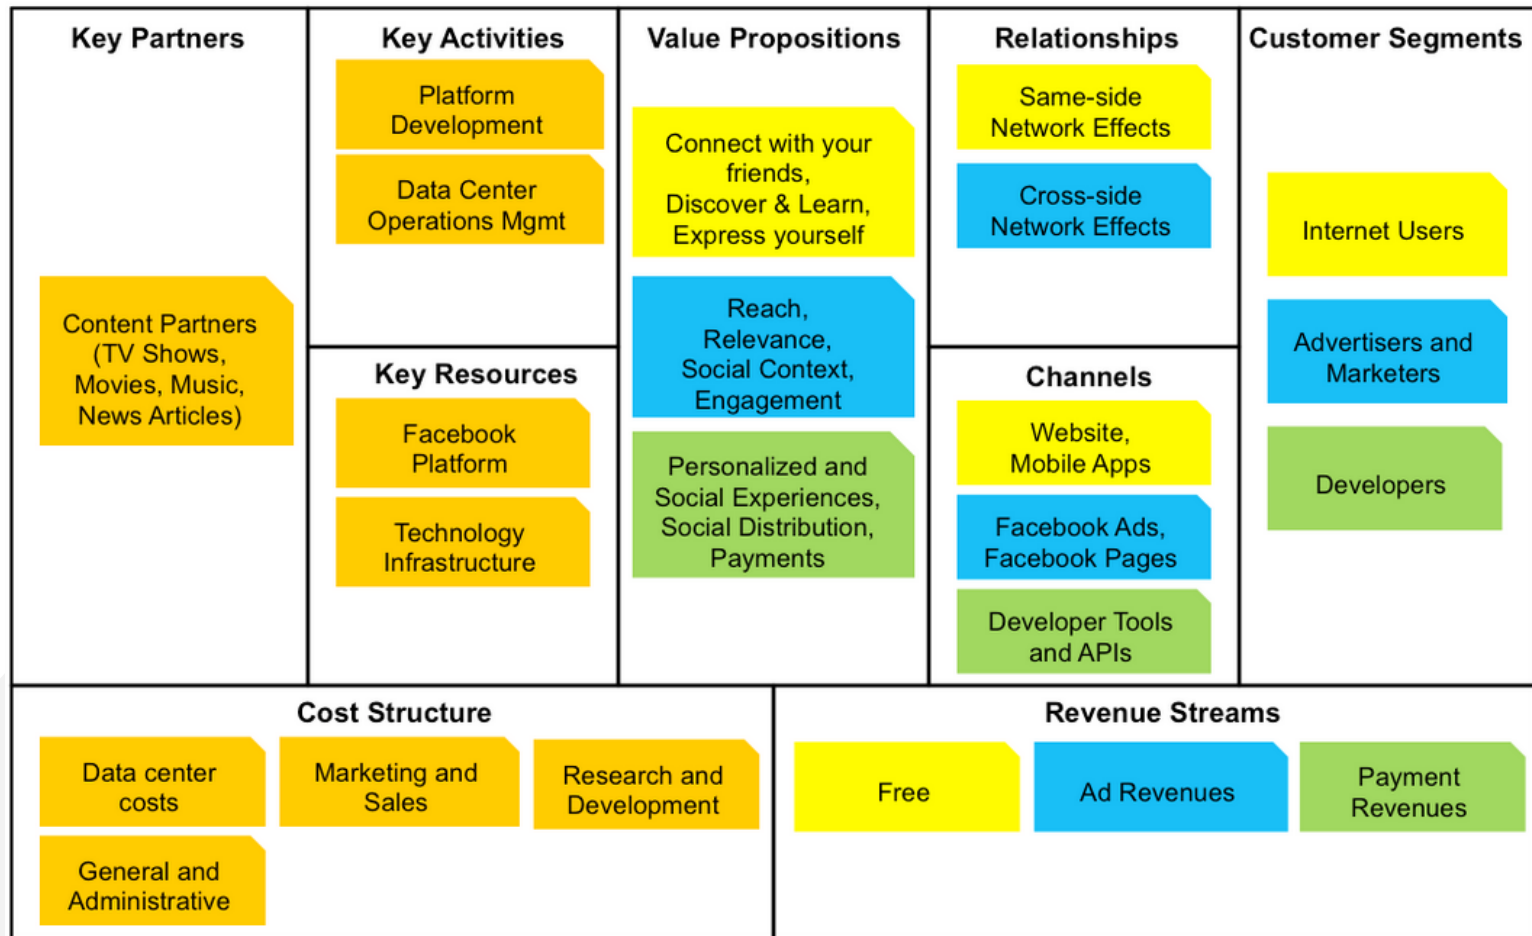 Key Partners
Content Partners
(TV Shows,
Movies, Music,
News Articles)
Key Activities
Platform
Development
Data Center
Operations Mgmt
Key Resources
Facebook
Platform
Technology
Infrastructure
Value Propositions
Connect with your
friends,
Discover & Learn,
Express yourself
Reach,
Relevance,
Social Context,
Engagement
Personalized and
Social Experiences,
Social Distribution,
Payments
Relationships
Same-side
Network Effects
Cross-side
Network Effects
Channels
Website,
Mobile Apps
Facebook Ads,
Facebook Pages
Developer Tools
and APIs
Customer Segments
Internet Users
Advertisers and
Marketers
Developers
Cost Structure
Data center
costs
Marketing and
Sales
Research and
Development
General and
Administrative
Revenue Streams
Free
Ad Revenues
Payment
Revenues